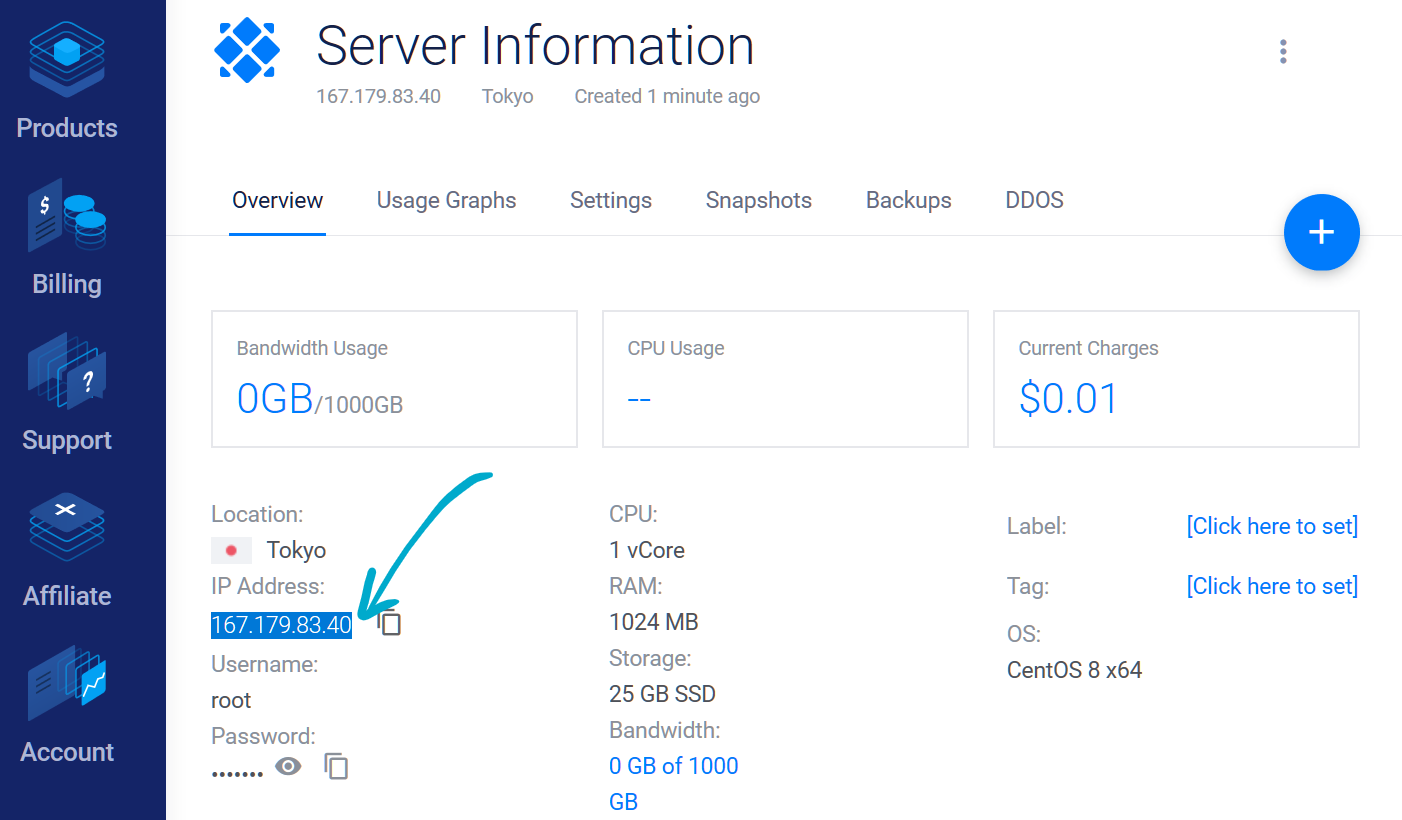 Server Information
167.179.83.40 Tokyo Created 1 minute ago
Products
Billing
Support
Affiliate
Account
Overview Usage Graphs Settings Snapshots Backups DDOS
+
Bandwidth Usage
0GB/1000GB
CPU Usage
--
Current Charges
$0.01
Location:
Tokyo
IP Address:
167.179.83.40
Username:
root
Password:
.......
CPU:
1 vCore
RAM:
1024 MB
Storage:
25 GB SSD
Bandwidth:
0 GB of 1000
GB
Label: [Click here to set]
Tag: [Click here to set]
OS:
CentOS 8 x64